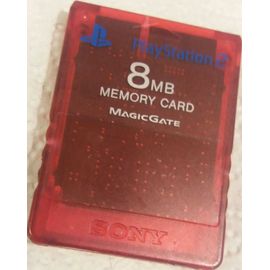 PlayStation 2
8MB
MEMORY CARD
MAGICGATE
SONY